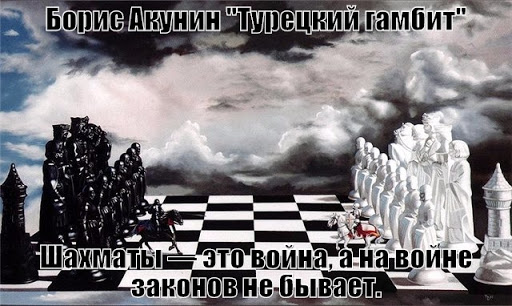 Борис Акунин "Турецкий гамбит"
Шахматы — это война, а на войне
законов не бывает.